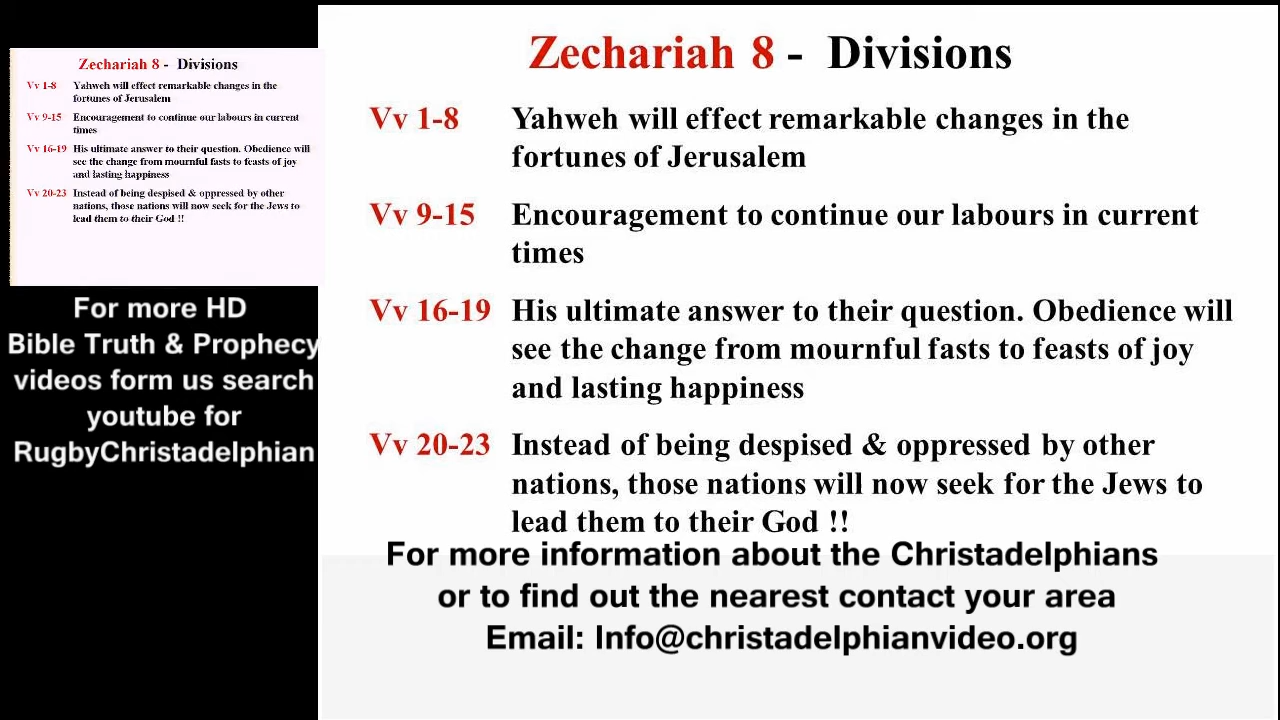 Zechariah 8 - Divisions
Vv 1-8 Yahweh will effect remarkable changes in the
fortunes of Jerusalem
Vv 9-15 Encouragement to continue our labours in current
times
Vv 16-19 His ultimate answer to their question. Obedience will
see the change from mournful fasts to feasts of joy
and lasting happiness
Vv 20-23 Instead of being despised & oppressed by other
nations, those nations will now seek for the Jews to
lead them to their God !!
For more HD
Bible Truth & Prophecy
videos form us search
youtube for
RugbyChristadelphian
Zechariah 8 - Divisions
Vv 1-8 Yahweh will effect remarkable changes in the
fortunes of Jerusalem
Vv 9-15 Encouragement to continue our labours in current
times
Vv 16-19 His ultimate answer to their question. Obedience will
see the change from mournful fasts to feasts of joy
and lasting happiness
Vv 20-23 Instead of being despised & oppressed by other
nations, those nations will now seek for the Jews to
lead them to their God !!
For more information about the Christadelphians
or to find out the nearest contact your area
Email: Info@christadelphianvideo.org